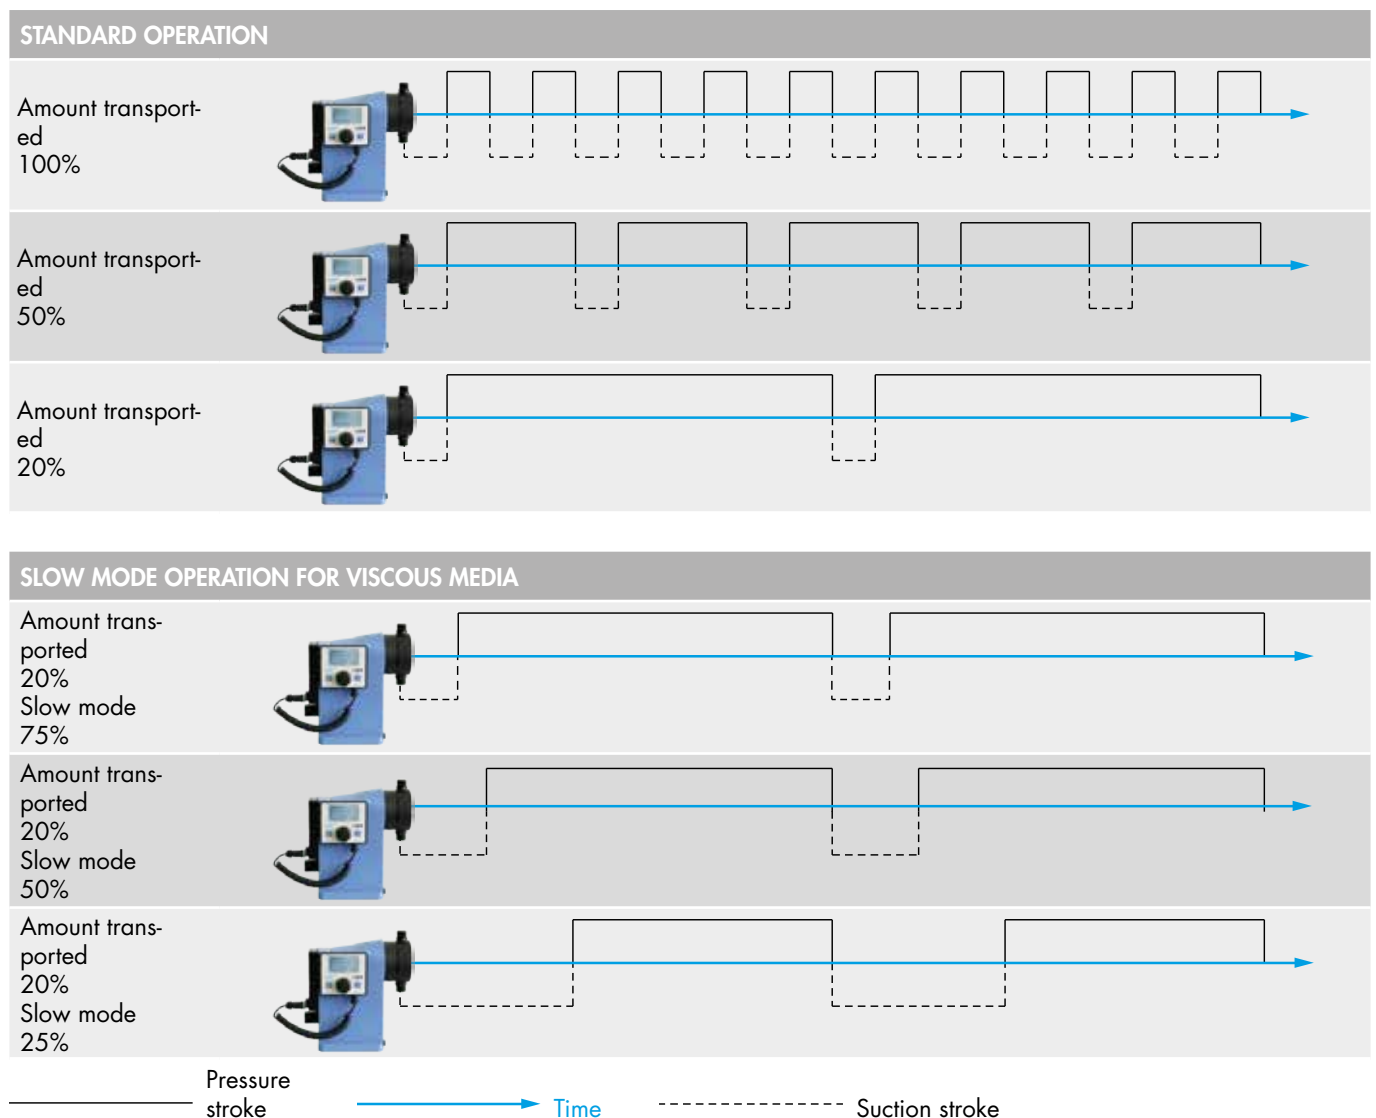 STANDARD OPERATION
Amount transport-
ed
100%
Amount transport-
ed
50%
Amount transport-
ed
20%
SLOW MODE OPERATION FOR VISCOUS MEDIA
Amount trans-
ported
20%
Slow mode
75%
Amount trans-
ported
20%
Slow mode
50%
Amount trans-
ported
20%
Slow mode
25%
Pressure
stroke
Time
Suction stroke